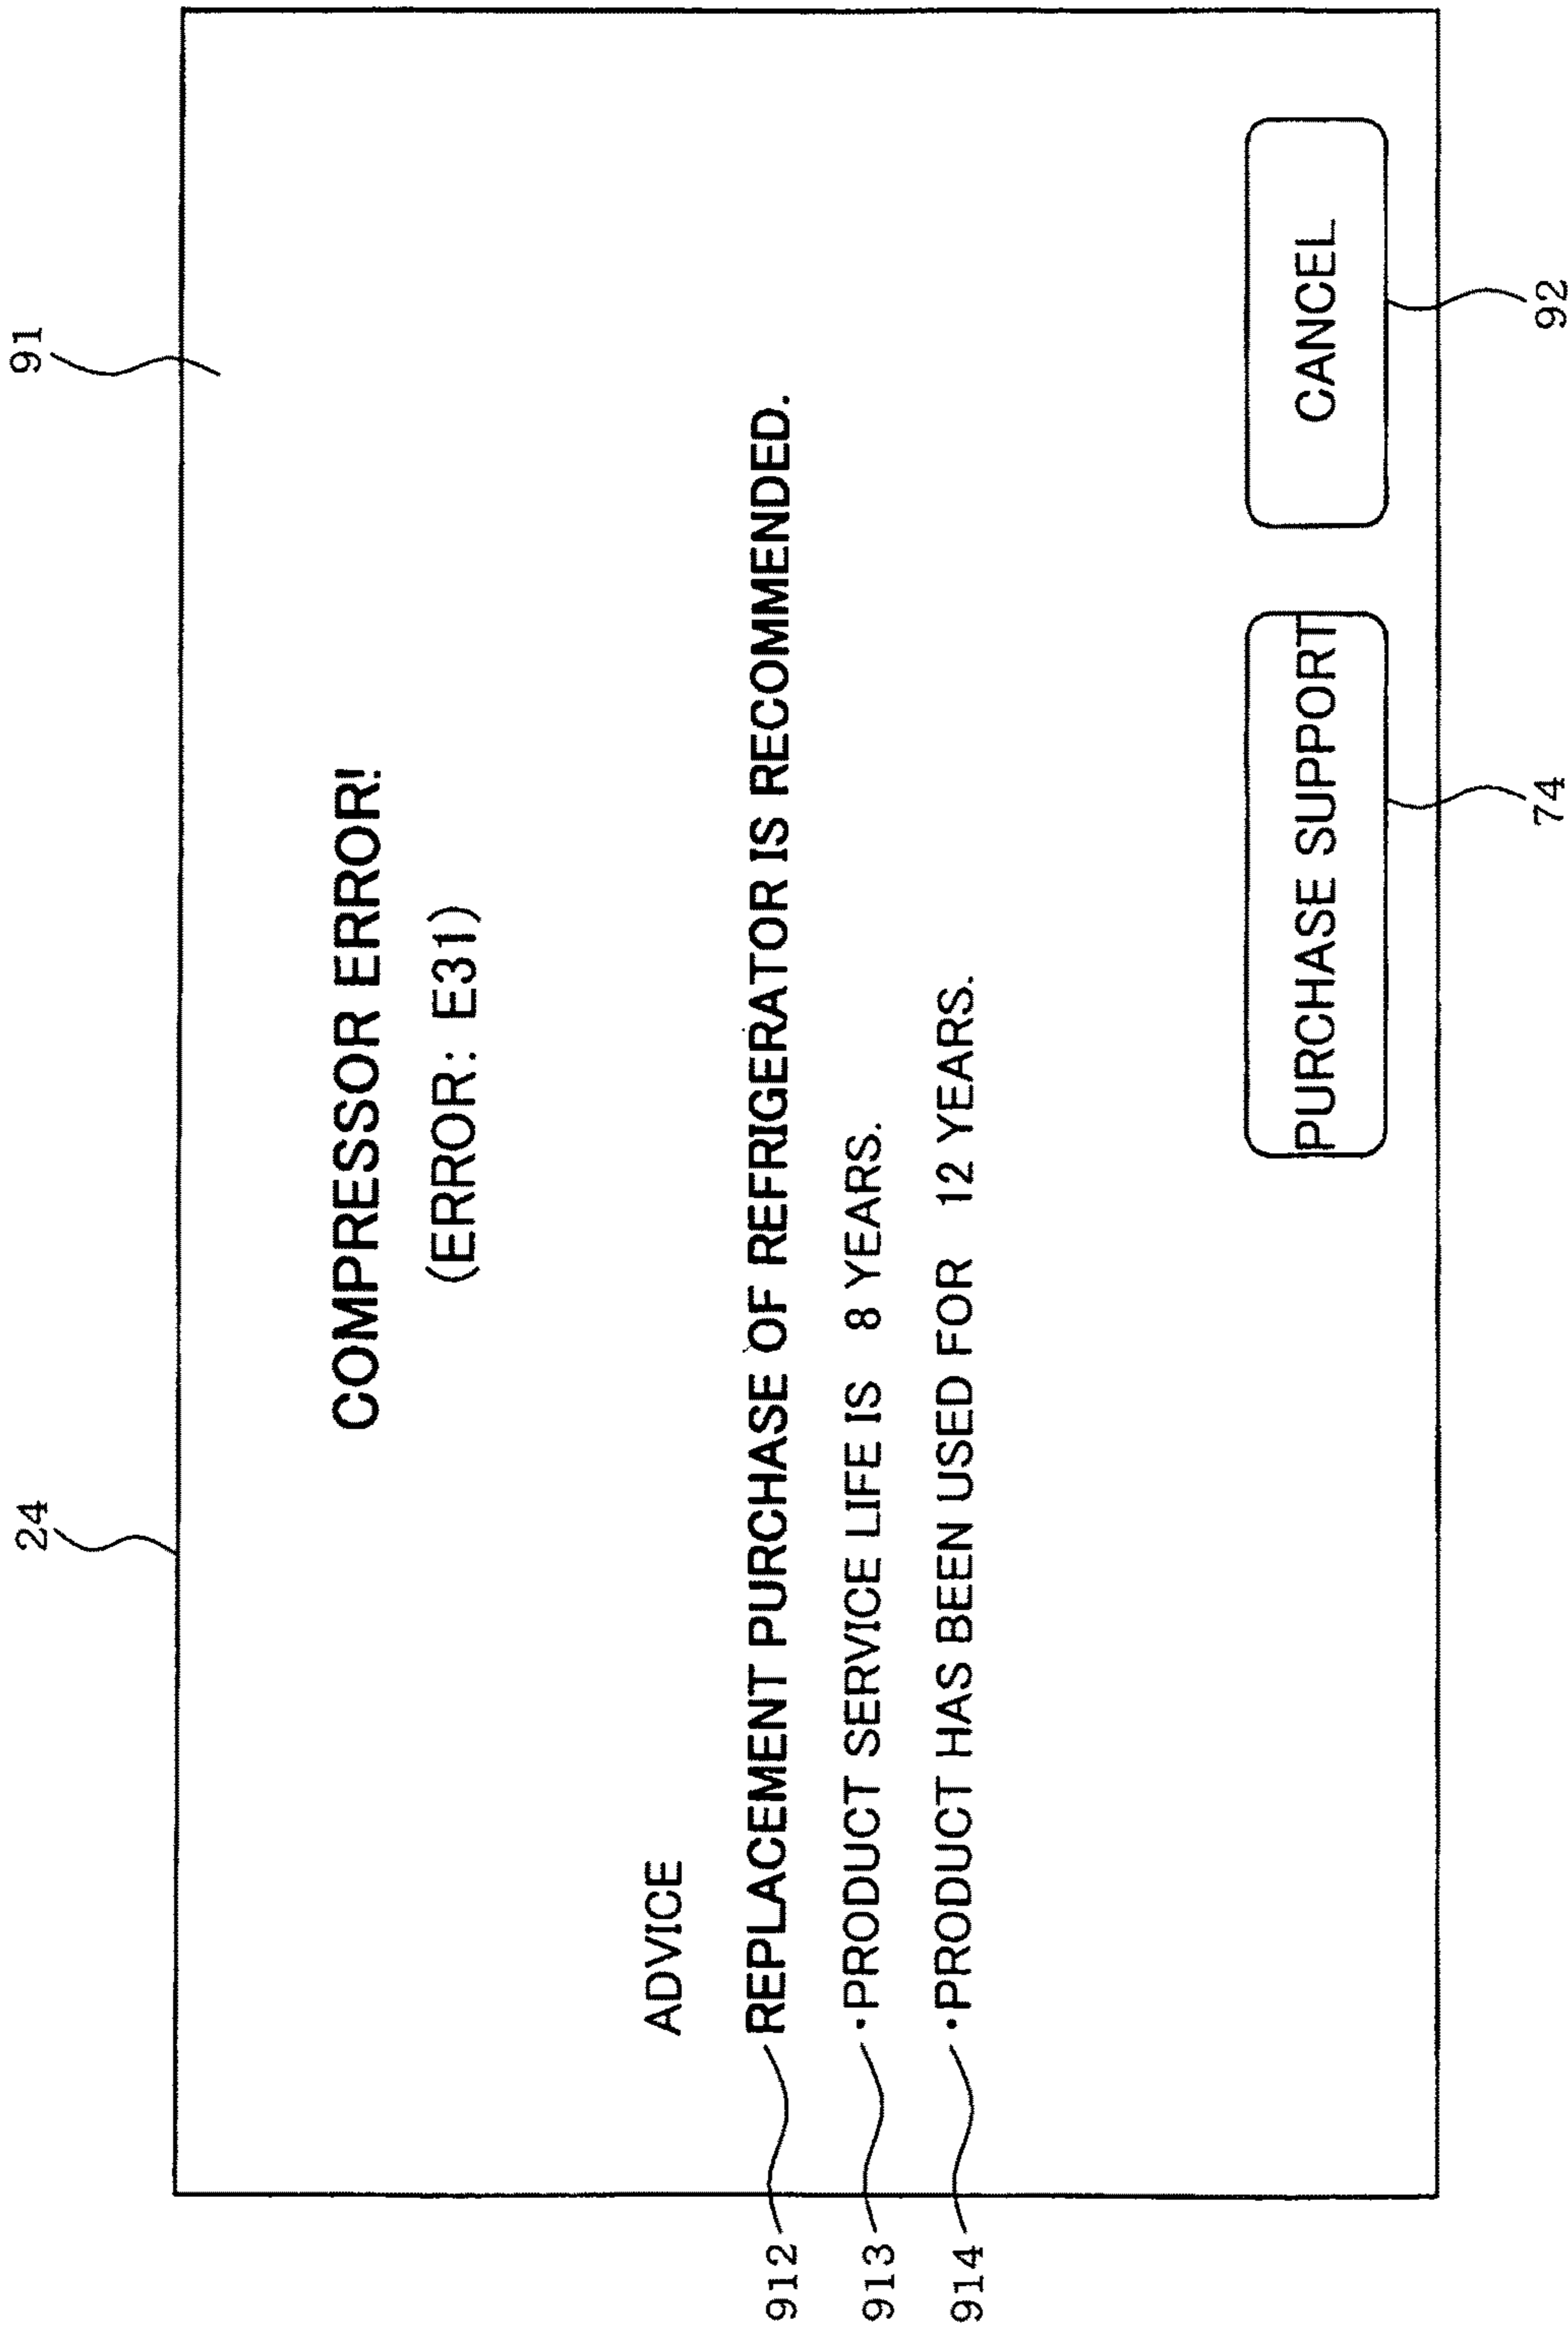 24
91
COMPRESSOR ERROR!
(ERROR: E31)
ADVICE
912
REPLACEMENT PURCHASE OF REFRIGERATOR IS RECOMMENDED.
913
・PRODUCT SERVICE LIFE IS 8 YEARS.
914
・PRODUCT HAS BEEN USED FOR 12 YEARS.
PURCHASE SUPPORT
CANCEL
74
92